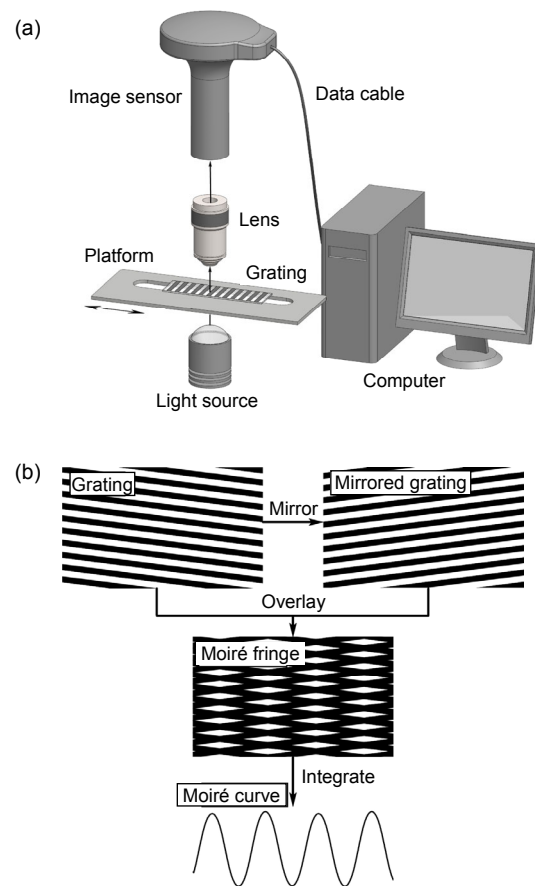 (a)
Image sensor
Data cable
Lens
Platform
Grating
Light source
Computer
(b)
Grating
Mirror
Mirrored grating
Overlay
Moiré fringe
Integrate
Moiré curve